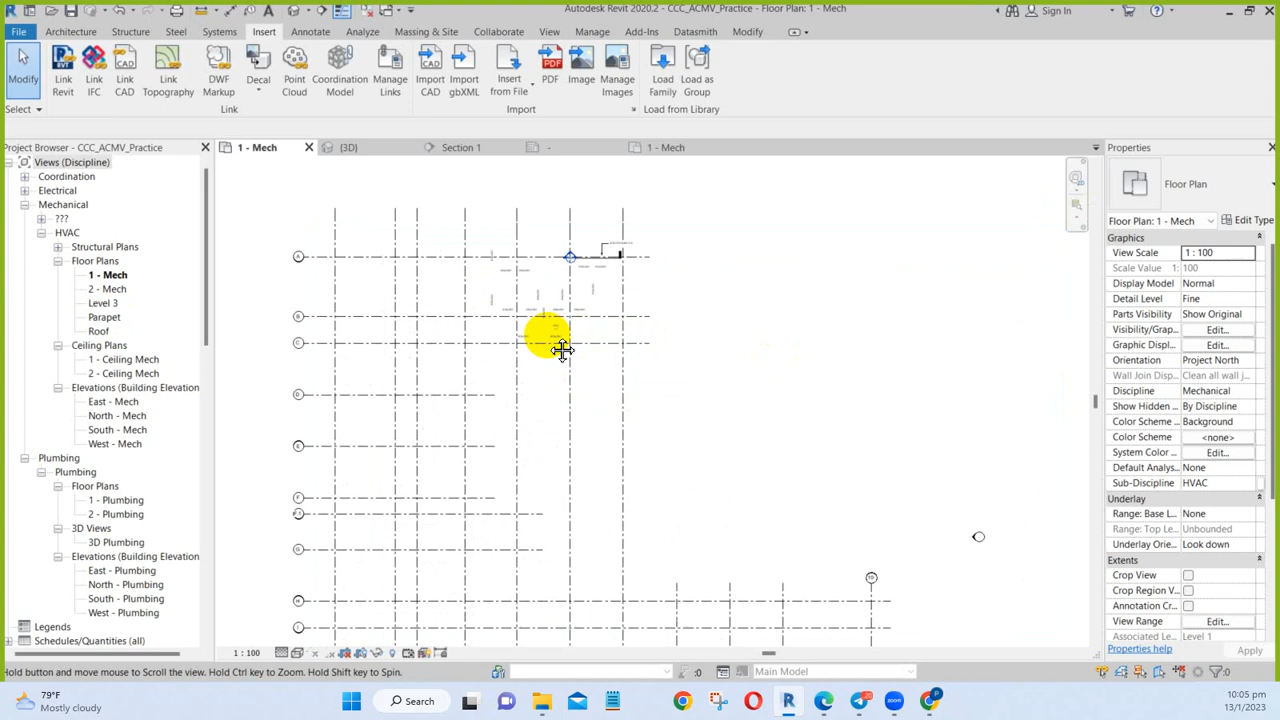 Autodesk Revit 2020.2 - CCC_ACMV_Practice - Floor Plan: 1 - Mech
Sign In
File Architecture Structure Steel Systems Insert Annotate Analyze Massing & Site Collaborate View Manage Add-Ins Datasmith Modify
Modify
Link Revit
Link IFC
Link CAD
Link Topography
DWF Markup
Decal
Point Cloud
Coordination Model
Manage Links
Import CAD
Import gbXML
Insert from File
PDF
Image
Manage Images
Load Family
Load as Group
Select
Link
Import
Load from Library
Project Browser - CCC_ACMV_Practice
1 - Mech
{3D}
Section 1
-
1 - Mech
Properties
Views (Discipline)
Coordination
Electrical
Mechanical
???
HVAC
Structural Plans
Floor Plans
1 - Mech
2 - Mech
Level 3
Parapet
Roof
Ceiling Plans
1 - Ceiling Mech
2 - Ceiling Mech
Elevations (Building Elevation
East - Mech
North - Mech
South - Mech
West - Mech
Plumbing
Plumbing
Floor Plans
1 - Plumbing
2 - Plumbing
3D Views
3D Plumbing
Elevations (Building Elevation
East - Plumbing
North - Plumbing
South - Plumbing
West - Plumbing
Legends
Schedules/Quantities (all)
A
B
C
D
E
F
F'1
G
H
I
Floor Plan
Floor Plan: 1 - Mech
Edit Type
Graphics
View Scale 1 : 100
Scale Value 1: 100
Display Model Normal
Detail Level Fine
Parts Visibility Show Original
Visibility/Grap... Edit...
Graphic Displ... Edit...
Orientation Project North
Wall Join Disp... Clean all wall j...
Discipline Mechanical
Show Hidden ... By Discipline
Color Scheme ... Background
Color Scheme <none>
System Color ... Edit...
Default Analys... None
Sub-Discipline HVAC
Underlay
Range: Base L... None
Range: Top Le... Unbounded
Underlay Orie... Look down
Extents
Crop View
Crop Region V...
Annotation Cr...
View Range Edit...
Associated Le... Level 1
Properties help
Apply
1 : 100
Hold button and move mouse to Scroll the view. Hold Ctrl key to Zoom. Hold Shift key to Spin.
:0
Main Model
:0
79°F
Mostly cloudy
Search
10:05 pm
13/1/2023